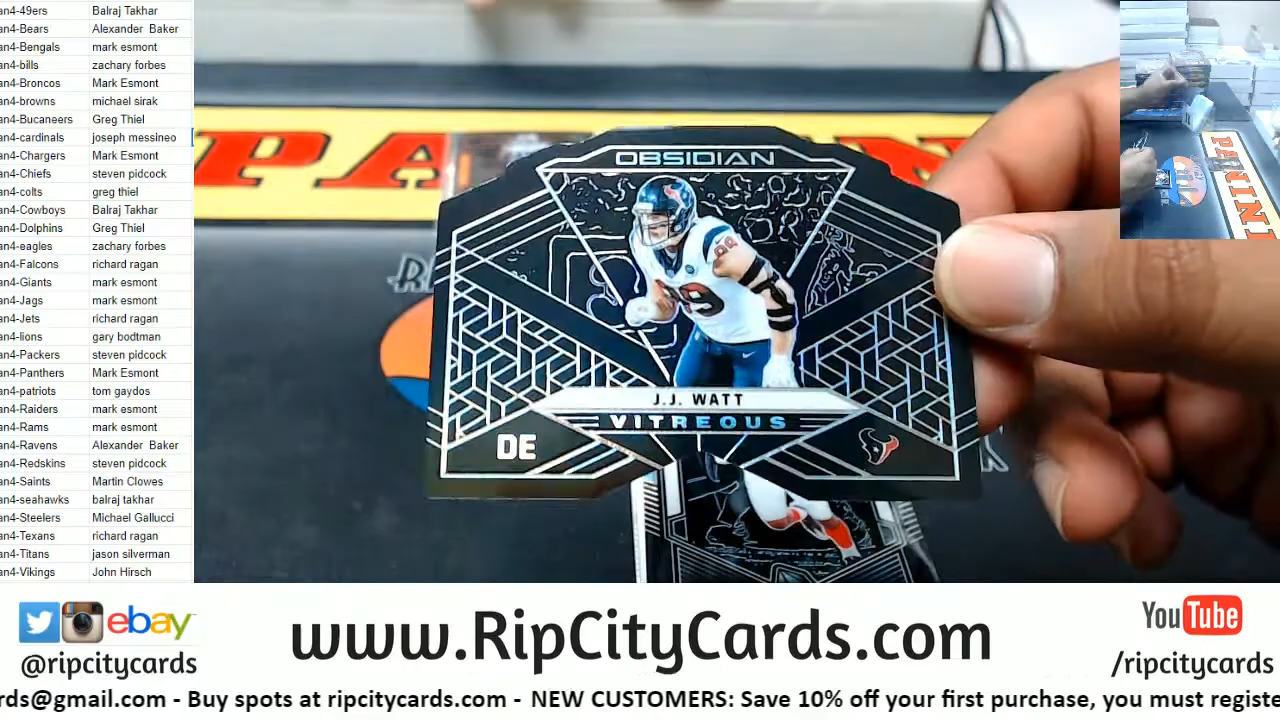 an4-49ers Balraj Takhar
an4-Bears Alexander Baker
an4-Bengals mark esmont
an4-bills zachary forbes
an4-Broncos Mark Esmont
an4-browns michael sirak
an4-Bucaneers Greg Thiel
an4-cardinals joseph messineo
an4-Chargers Mark Esmont
an4-Chiefs steven pidcock
an4-colts greg thiel
an4-Cowboys Balraj Takhar
an4-Dolphins Greg Thiel
an4-eagles zachary forbes
an4-Falcons richard ragan
an4-Giants mark esmont
an4-Jags mark esmont
an4-Jets richard ragan
an4-lions gary bodtman
an4-Packers steven pidcock
an4-Panthers Mark Esmont
an4-patriots tom gaydos
an4-Raiders mark esmont
an4-Rams mark esmont
an4-Ravens Alexander Baker
an4-Redskins steven pidcock
an4-Saints Martin Clowes
an4-seahawks balraj takhar
an4-Steelers Michael Gallucci
an4-Texans richard ragan
an4-Titans jason silverman
an4-Vikings John Hirsch
PANINI
OBSIDIAN
99
J.J. WATT
VITREOUS
DE
PANINI
ebay
@ripcitycards
www.RipCityCards.com
YouTube
/ripcitycards
rds@gmail.com - Buy spots at ripcitycards.com - NEW CUSTOMERS: Save 10% off your first purchase, you must registe